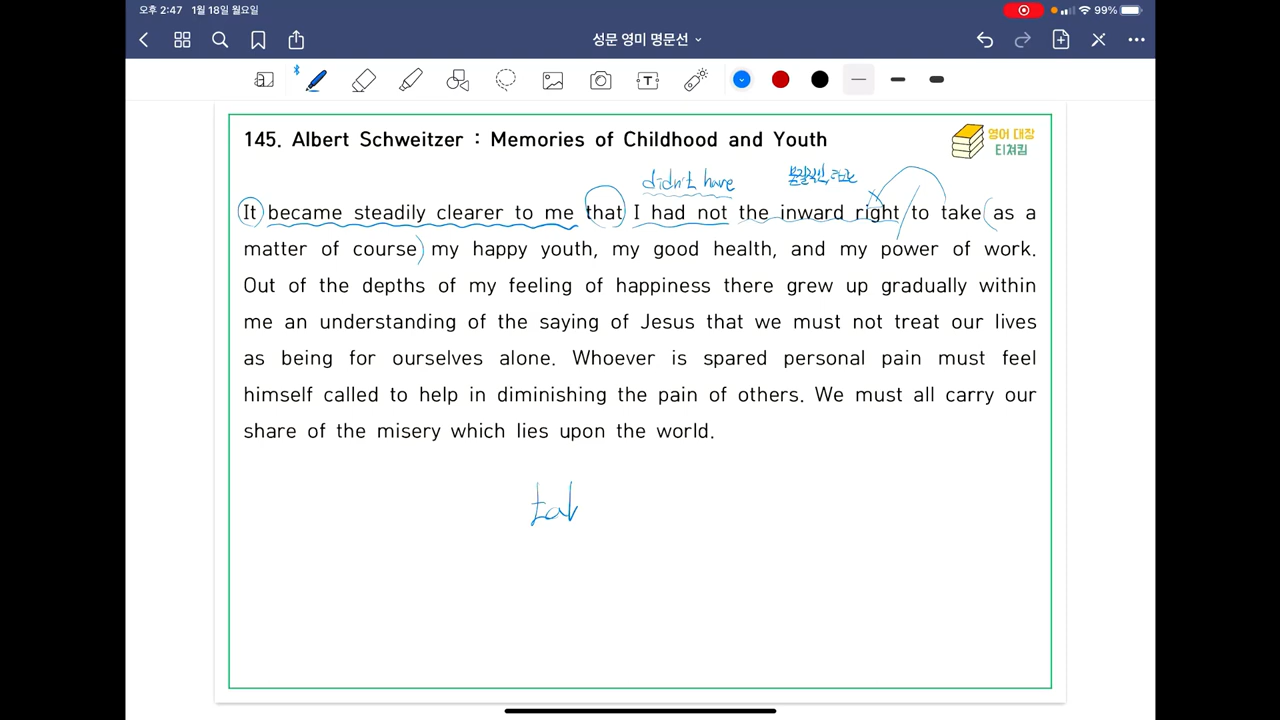 오후 2:47 1월 18일 월요일
99%
성문 영미 명문선
T
145. Albert Schweitzer : Memories of Childhood and Youth
영어 대장
티쳐킴
didn't have
It became steadily clearer to me that I had not the inward right to take as a
matter of course my happy youth, my good health, and my power of work.
Out of the depths of my feeling of happiness there grew up gradually within
me an understanding of the saying of Jesus that we must not treat our lives
as being for ourselves alone. Whoever is spared personal pain must feel
himself called to help in diminishing the pain of others. We must all carry our
share of the misery which lies upon the world.